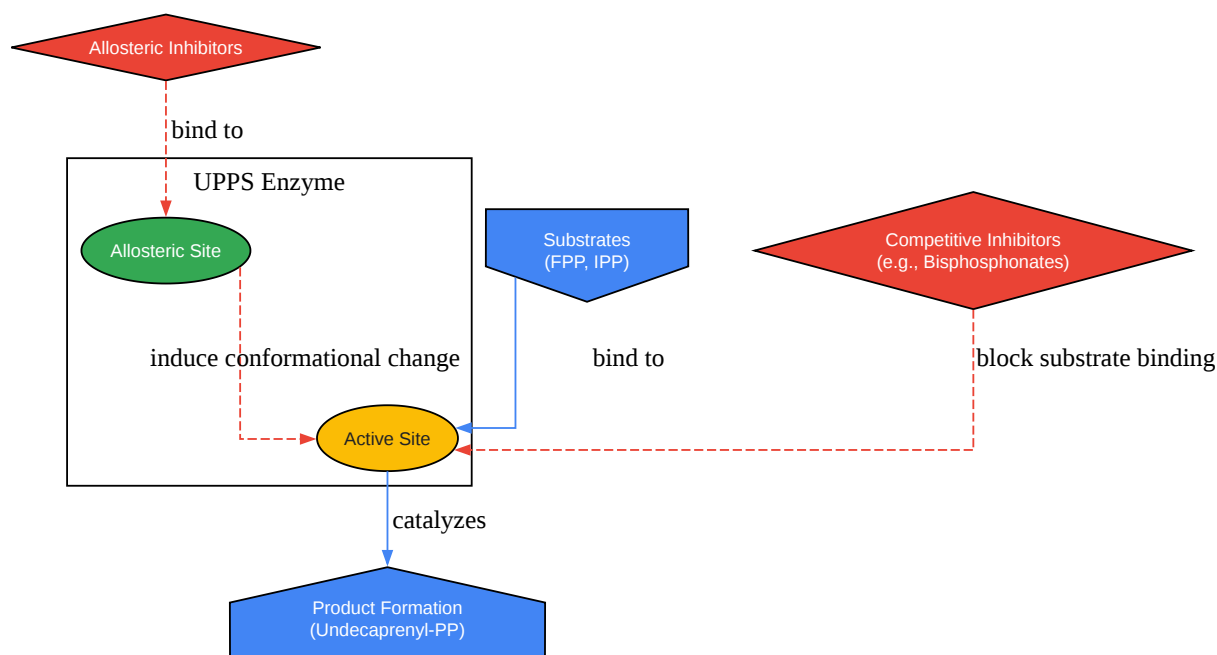 Allosteric Inhibitors
bind to
UPPS Enzyme
Allosteric Site
Substrates
(FPP, IPP)
Competitive Inhibitors
(e.g., Bisphosphonates)
induce conformational change
bind to
block substrate binding
Active Site
catalyzes
Product Formation
(Undecaprenyl-PP)